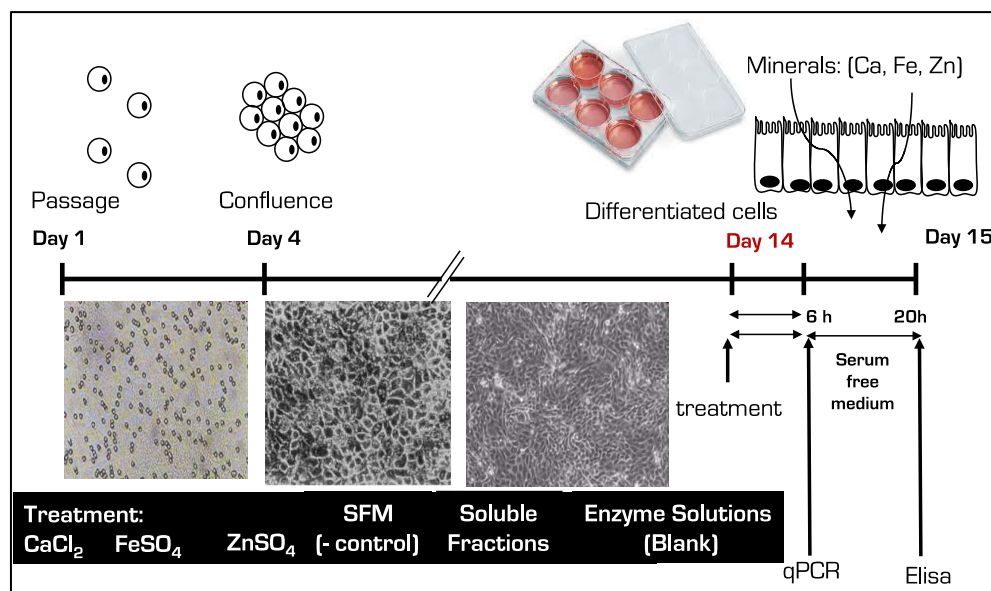 Minerals: (Ca, Fe, Zn)
Passage
Confluence
Differentiated cells
Day 1
Day 4
Day 14
Day 15
6 h
20h
Serum
free
medium
treatment
Treatment:
SFM
Soluble
Enzyme Solutions
CaCl₂
FeSO₄
ZnSO₄
(- control)
Fractions
(Blank)
qPCR
Elisa